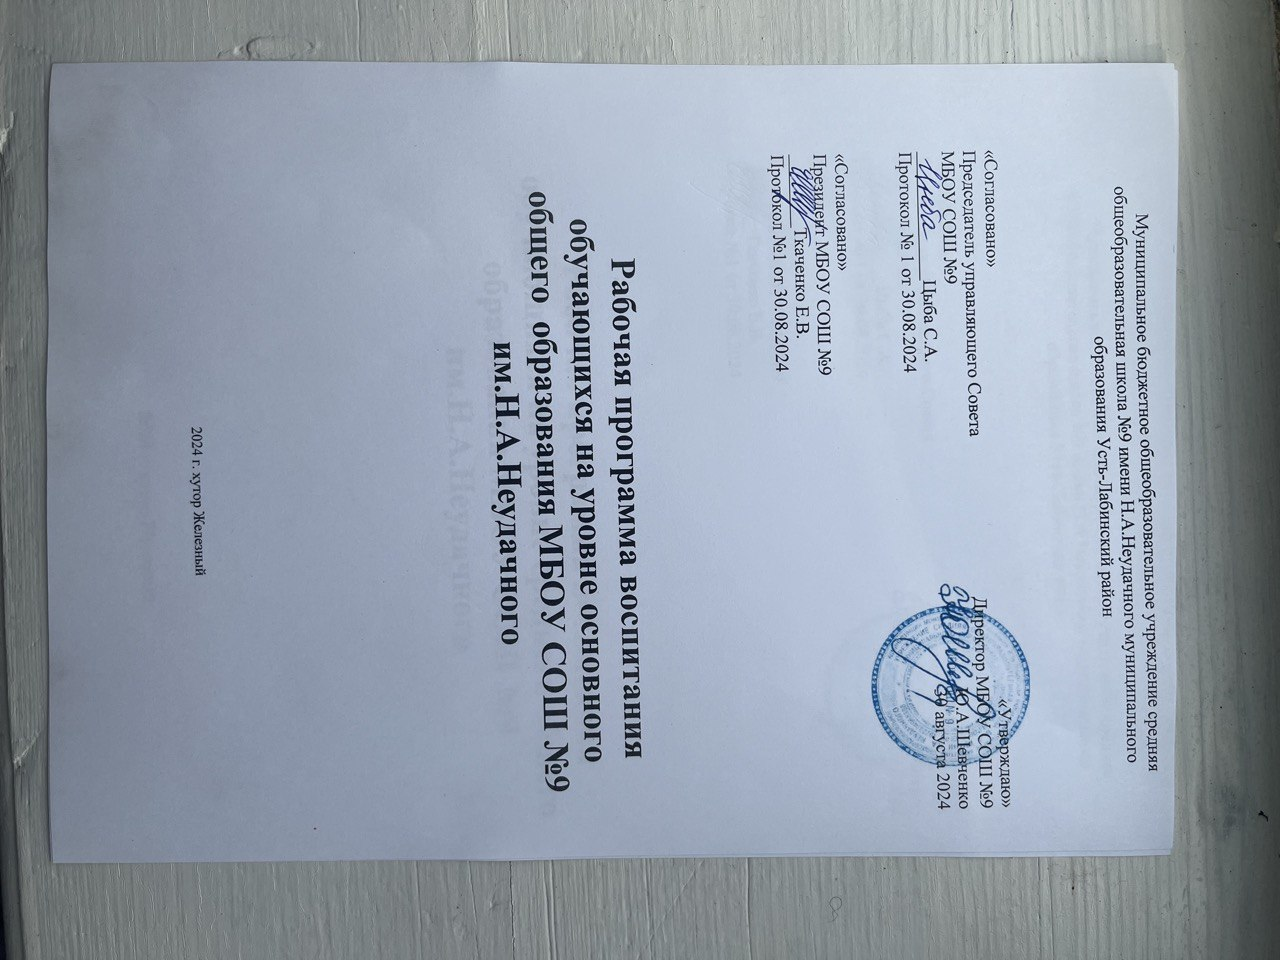 Муниципальное бюджетное общеобразовательное учреждение средняя
общеобразовательная школа №9 имени Н.А.Неудачного муниципального
образования Усть-Лабинский район
«Согласовано»
Председатель управляющего Совета
МБОУ СОШ №9
Цыба С.А.
Протокол № 1 от 30.08.2024
«Утверждаю»
Директор МБОУ СОШ №9
Ю.А.Шевченко
30 августа 2024
«Согласовано»
Президент МБОУ СОШ №9
Ткаченко Е.В.
Протокол №1 от 30.08.2024
Рабочая программа воспитания
обучающихся на уровне основного
общего образования МБОУ СОШ №9
им.Н.А.Неудачного
2024 г. хутор Железный